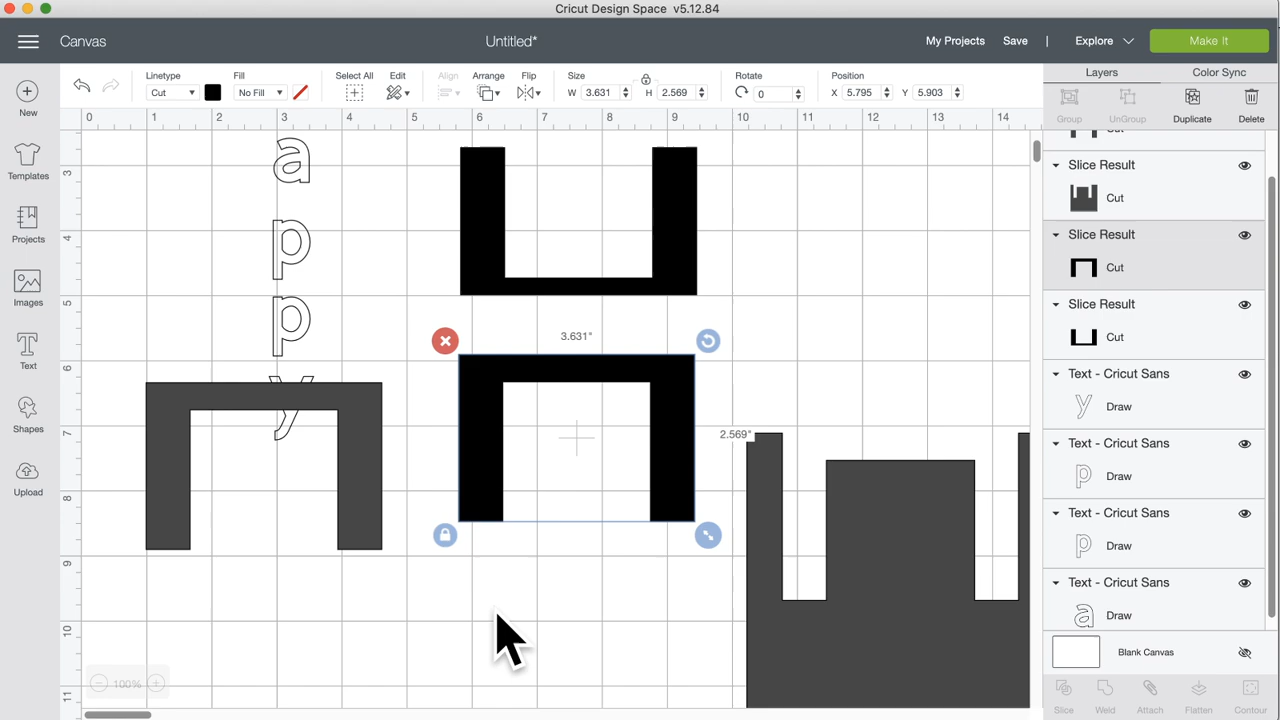 Cricut Design Space v5.12.84
Canvas
Untitled*
My Projects
Save
Explore
Make It
Linetype
Cut
Fill
No Fill
Select All
Edit
Align
Arrange
Flip
Size
W 3.631
H 2.569
Rotate
0
Position
X 5.795
Y 5.903
Layers
Color Sync
Group
UnGroup
Duplicate
Delete
New
Templates
Projects
Images
Text
Shapes
Upload
0 1 2 3 4 5 6 7 8 9 10 11 12 13 14
3
4
5
6
7
8
9
10
11
a
p
p
y
3.631"
2.569"
100%
Slice Result
Cut
Slice Result
Cut
Slice Result
Cut
Text - Cricut Sans
y
Draw
Text - Cricut Sans
p
Draw
Text - Cricut Sans
p
Draw
Text - Cricut Sans
a
Draw
Blank Canvas
Slice
Weld
Attach
Flatten
Contour